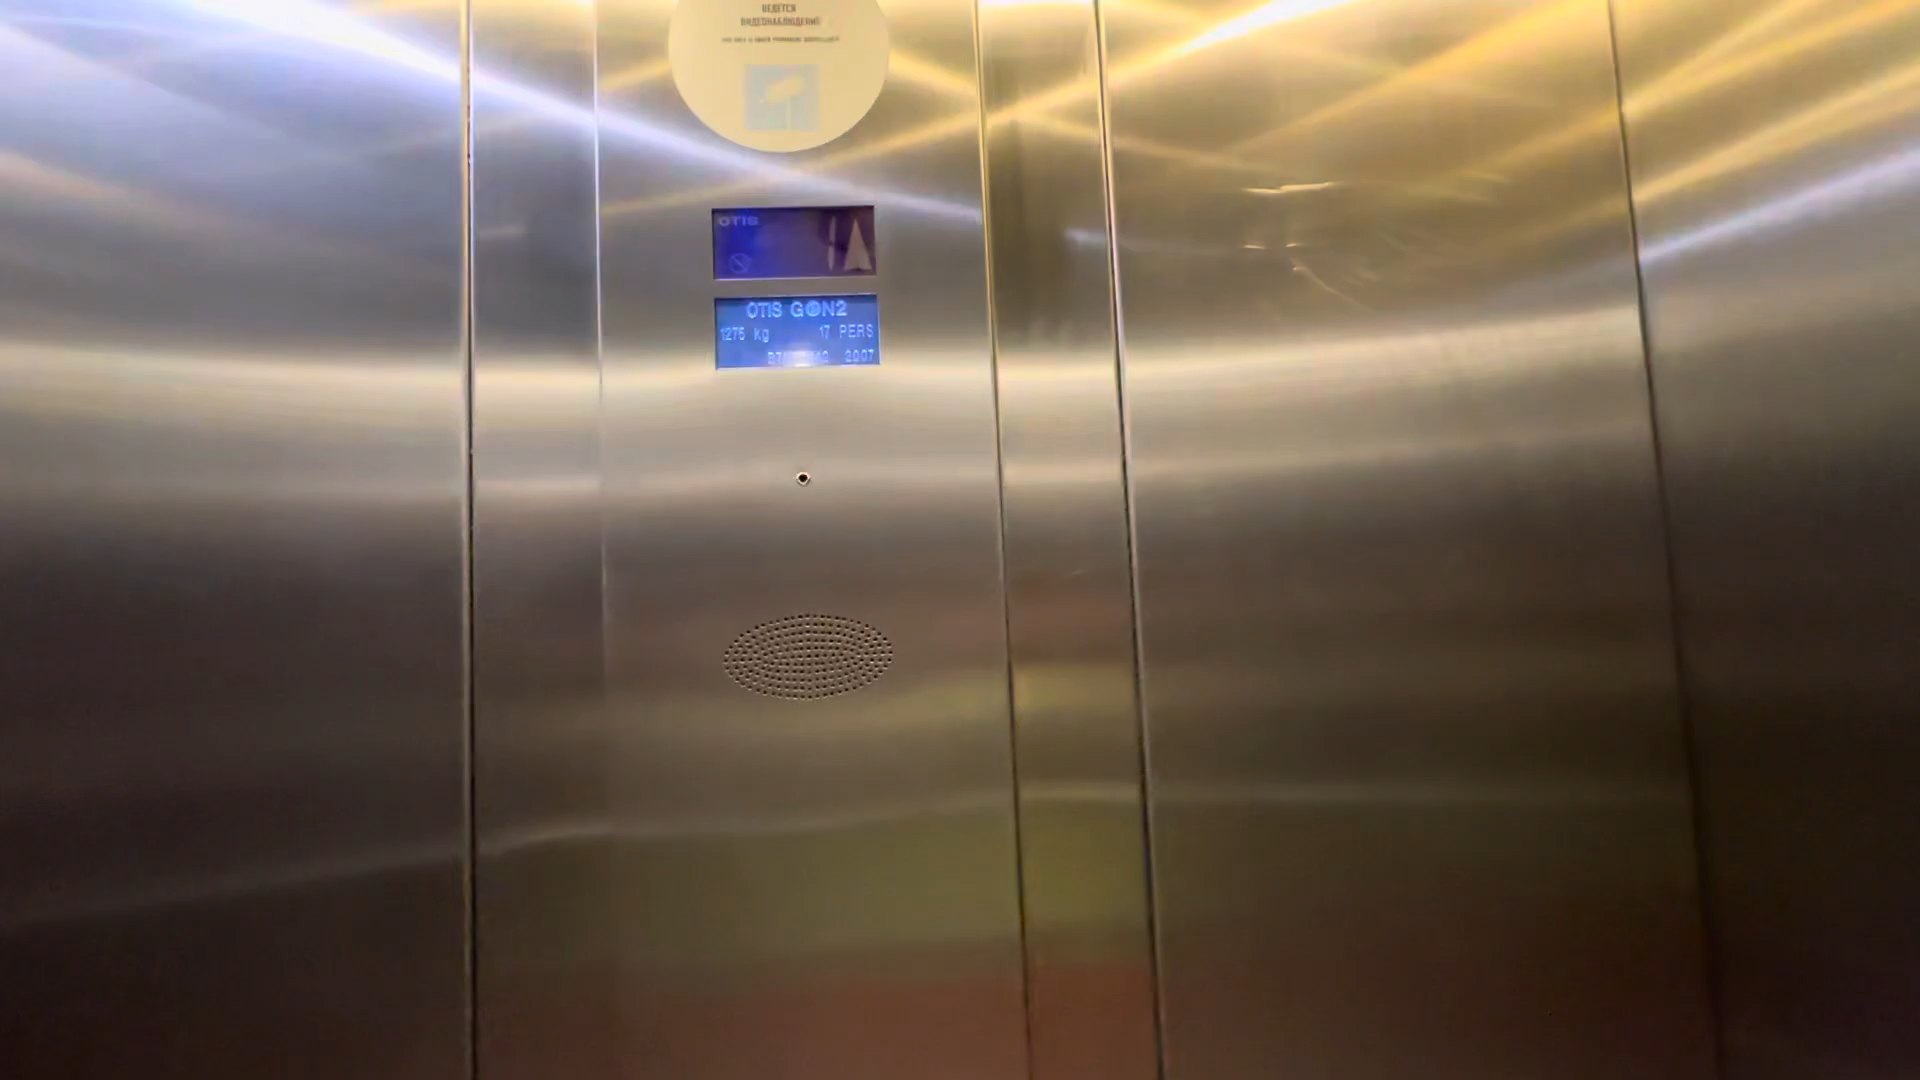 ВЕДЕТСЯ
ВИДЕОНАБЛЮДЕНИЕ
OTIS
OTIS GEN2
1275 Kg 17 PERS
2007